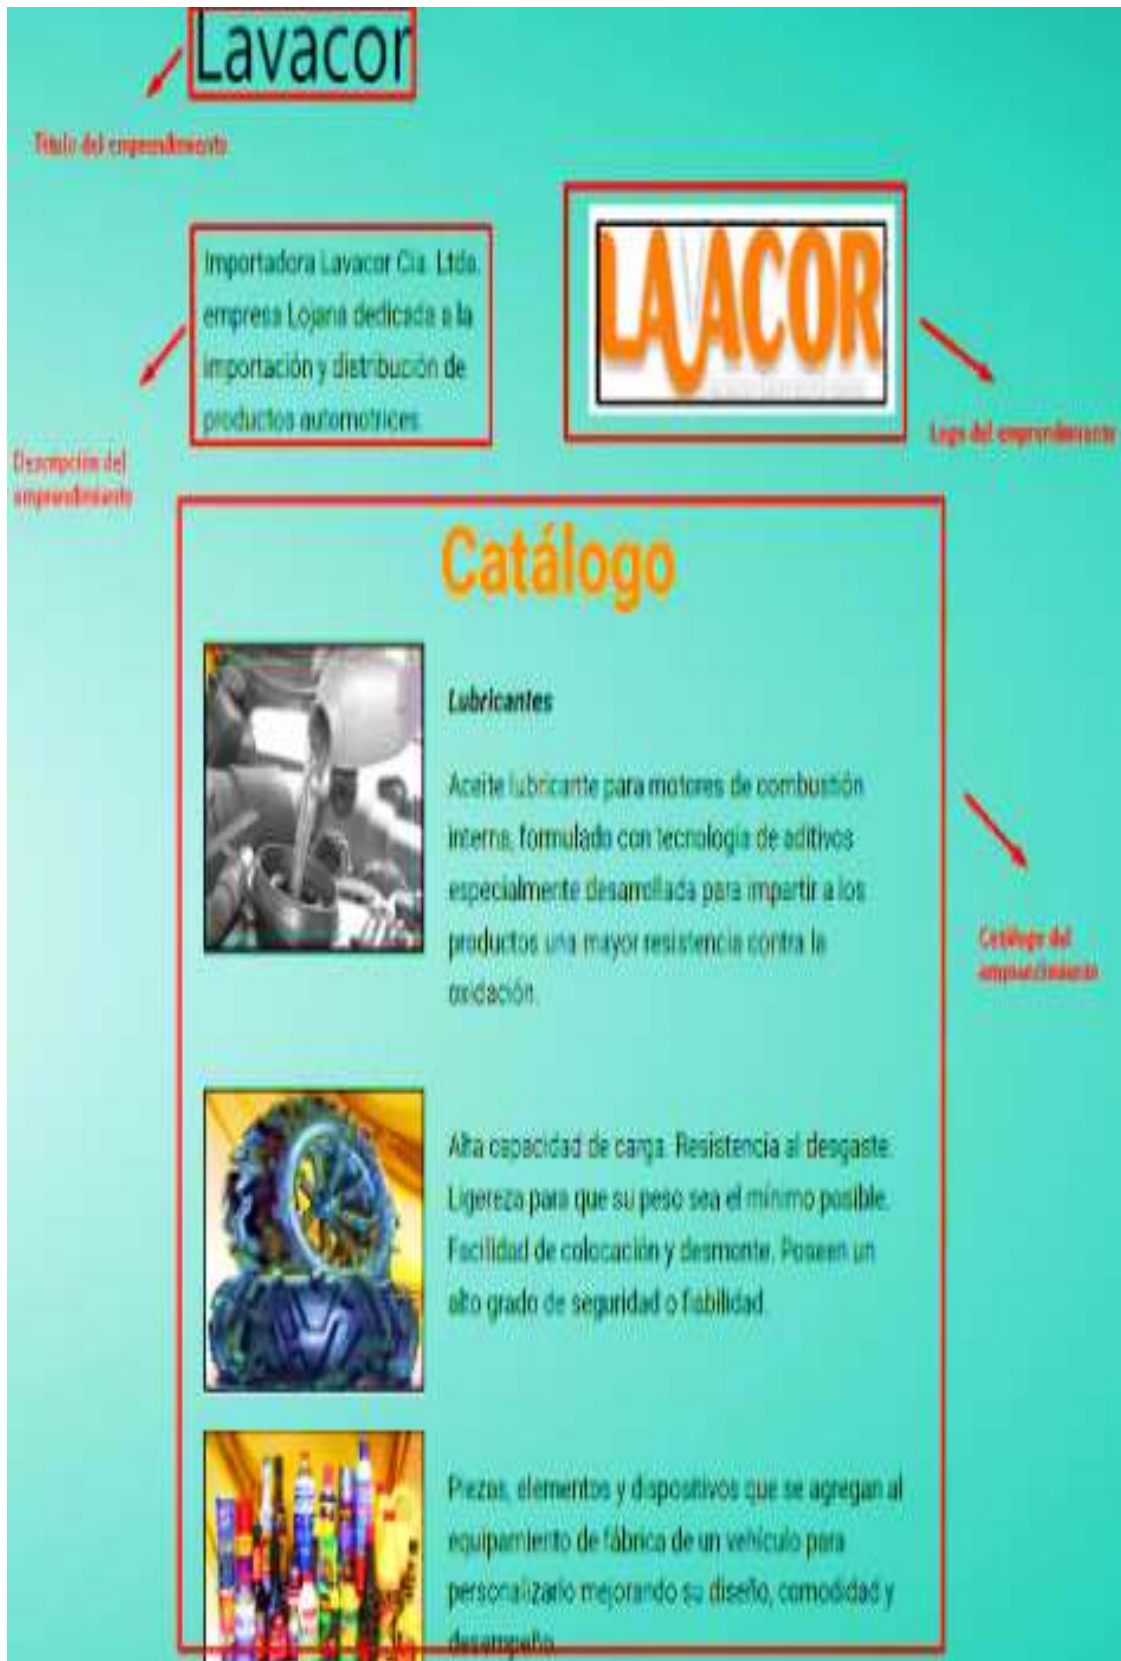 Lavacor
Título del emprendimiento
Importadora Lavacor Cia. Ltda.
empresa Lojana dedicada a la
importación y distribución de
productos automotrices.
LAVACOR
Logo del emprendimiento
Descripción del
emprendimiento
Catálogo
Lubricantes
Aceite lubricante para motores de combustión
interna, formulado con tecnología de aditivos
especialmente desarrollada para impartir a los
productos una mayor resistencia contra la
oxidación.
Catálogo del
emprendimiento
Alta capacidad de carga. Resistencia al desgaste.
Ligereza para que su peso sea el mínimo posible.
Facilidad de colocación y desmonte. Poseen un
alto grado de seguridad o fiabilidad.
Piezas, elementos y dispositivos que se agregan al
equipamiento de fábrica de un vehículo para
personalizarlo mejorando su diseño, comodidad y
desempeño.